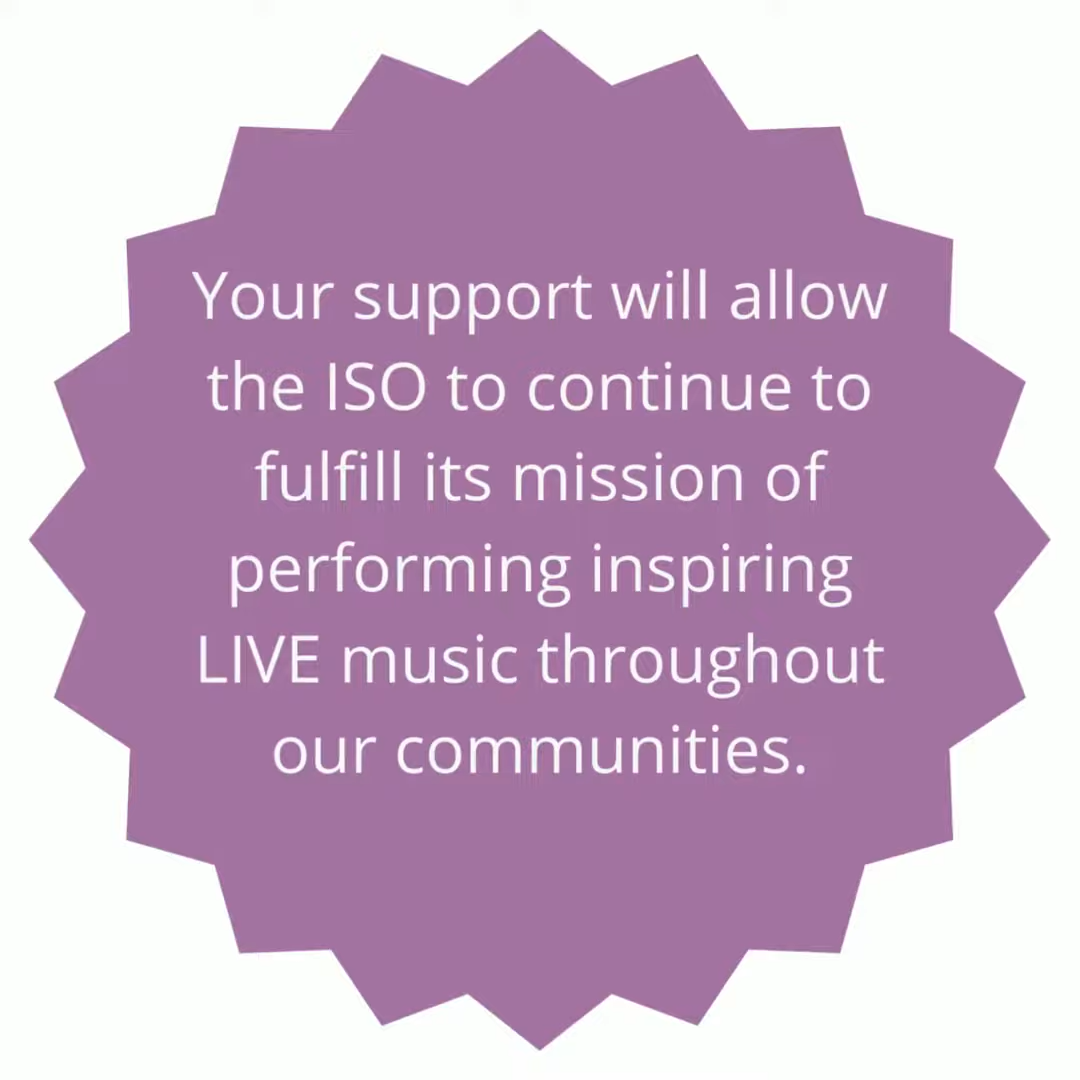 Your support will allow
the ISO to continue to
fulfill its mission of
performing inspiring
LIVE music throughout
our communities.